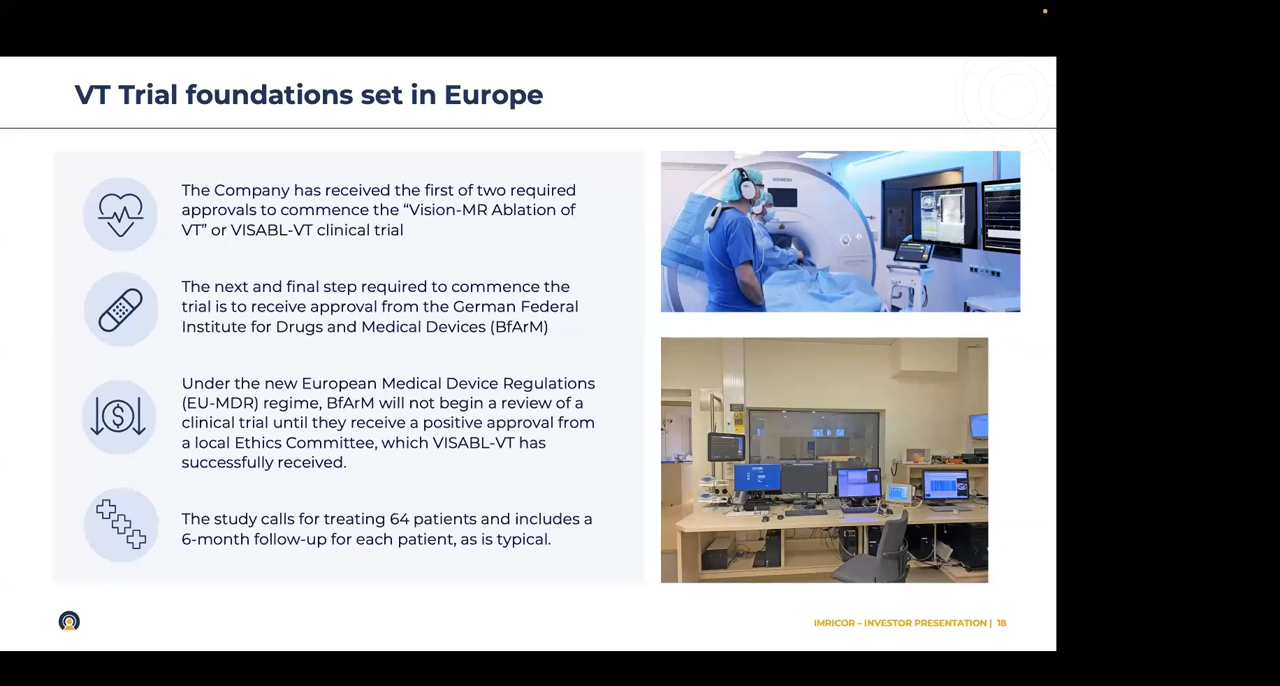 VT Trial foundations set in Europe
The Company has received the first of two required
approvals to commence the “Vision-MR Ablation of
VT” or VISABL-VT clinical trial
The next and final step required to commence the
trial is to receive approval from the German Federal
Institute for Drugs and Medical Devices (BfArM)
Under the new European Medical Device Regulations
(EU-MDR) regime, BfArM will not begin a review of a
clinical trial until they receive a positive approval from
a local Ethics Committee, which VISABL-VT has
successfully received.
The study calls for treating 64 patients and includes a
6-month follow-up for each patient, as is typical.
SIEMENS
IMRICOR – INVESTOR PRESENTATION | 18